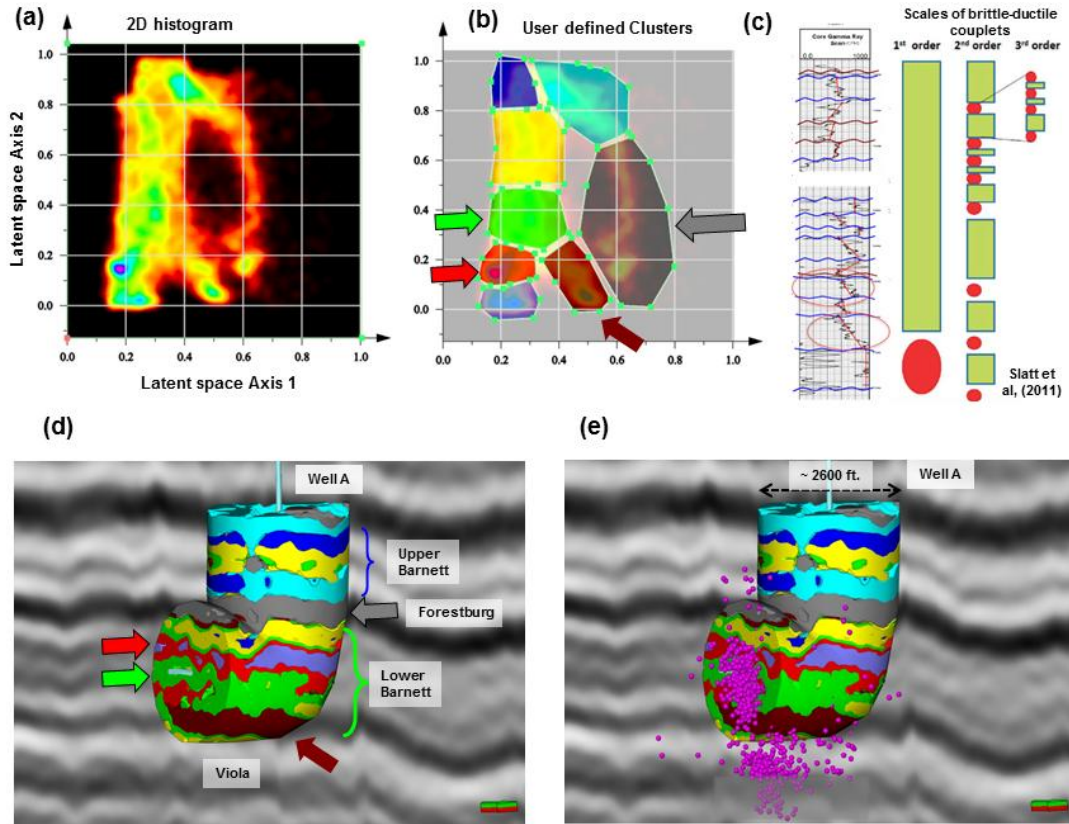 (a)
2D histogram
Latent space Axis 2
1.0
0.8
0.6
0.4
0.2
0.0
0.0
0.2
0.4
0.6
0.8
1.0
Latent space Axis 1
(b)
User defined Clusters
1.0
0.8
0.6
0.4
0.2
0.0
0.0
0.2
0.4
0.6
0.8
1.0
(c)
Scales of brittle-ductile
couplets
1st order
2nd order
3rd order
Core Gamma Ray
1000
Slatt et
al, (2011)
(d)
Well A
Upper
Barnett
Forestburg
Lower
Barnett
Viola
(e)
~ 2600 ft.
Well A